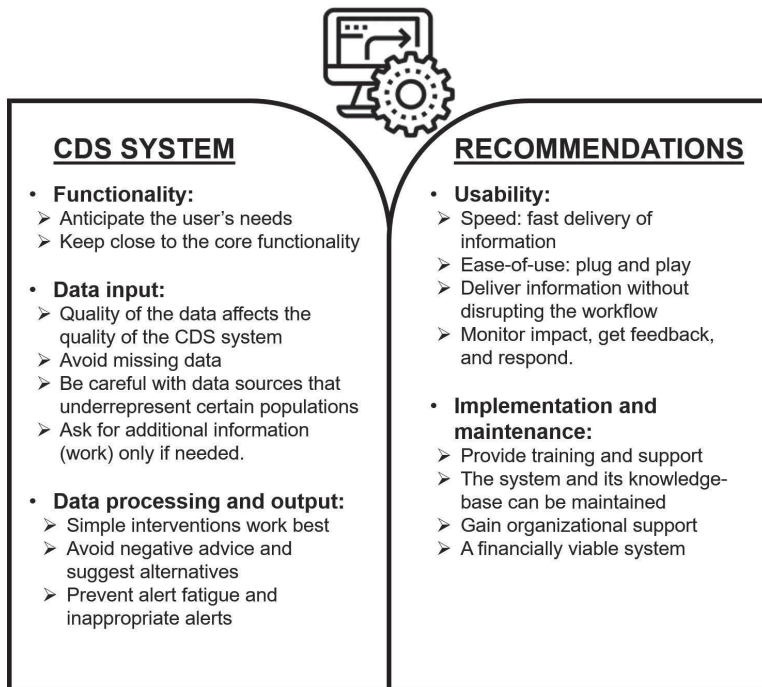 CDS SYSTEM
• Functionality:
➢ Anticipate the user’s needs
➢ Keep close to the core functionality
• Data input:
➢ Quality of the data affects the
quality of the CDS system
➢ Avoid missing data
➢ Be careful with data sources that
underrepresent certain populations
➢ Ask for additional information
(work) only if needed.
• Data processing and output:
➢ Simple interventions work best
➢ Avoid negative advice and
suggest alternatives
➢ Prevent alert fatigue and
inappropriate alerts
RECOMMENDATIONS
• Usability:
➢ Speed: fast delivery of
information
➢ Ease-of-use: plug and play
➢ Deliver information without
disrupting the workflow
➢ Monitor impact, get feedback,
and respond.
• Implementation and
maintenance:
➢ Provide training and support
➢ The system and its knowledge-
base can be maintained
➢ Gain organizational support
➢ A financially viable system